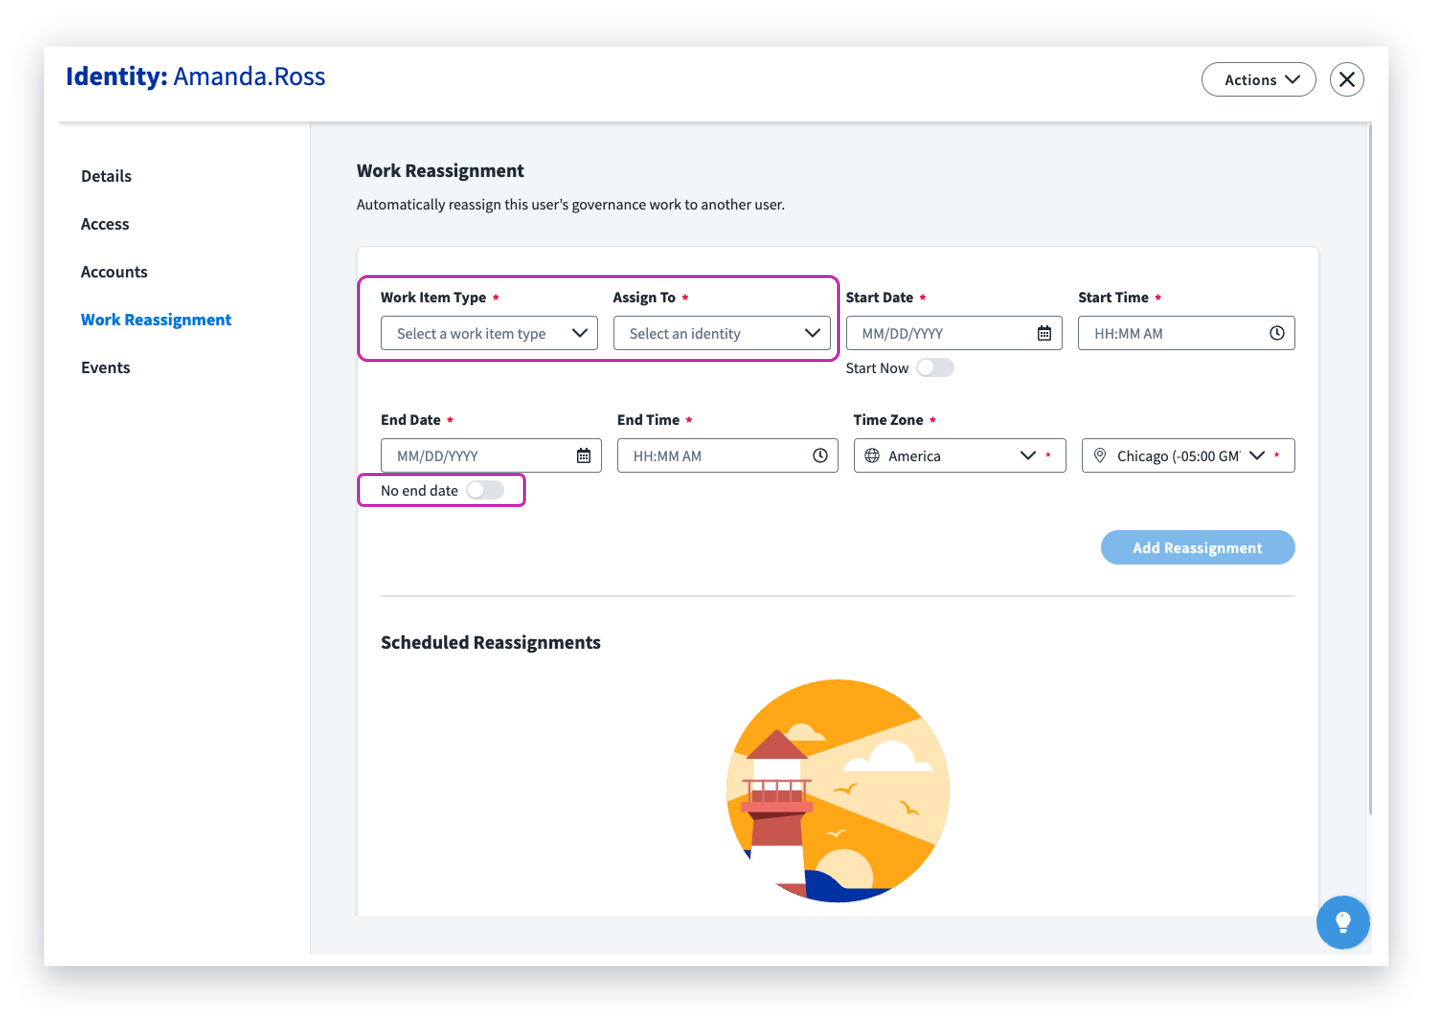 Identity: Amanda.Ross
Actions
Details
Access
Accounts
Work Reassignment
Events
Work Reassignment
Automatically reassign this user’s governance work to another user.
Work Item Type * Assign To * Start Date * Start Time *
Select a work item type Select an identity MM/DD/YYYY HH:MM AM
Start Now
End Date * End Time * Time Zone *
MM/DD/YYYY HH:MM AM America * Chicago (-05:00 GM *
No end date
Add Reassignment
Scheduled Reassignments